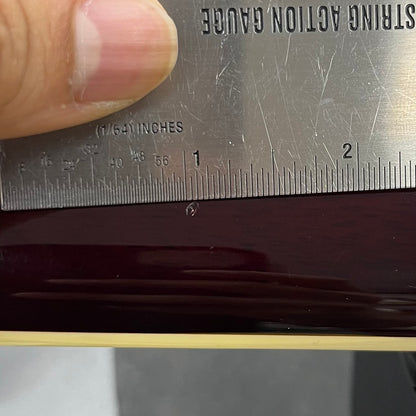 STRING ACTION GAUGE
(1/64) INCHES
8 16 24 32 40 48 56 1 2